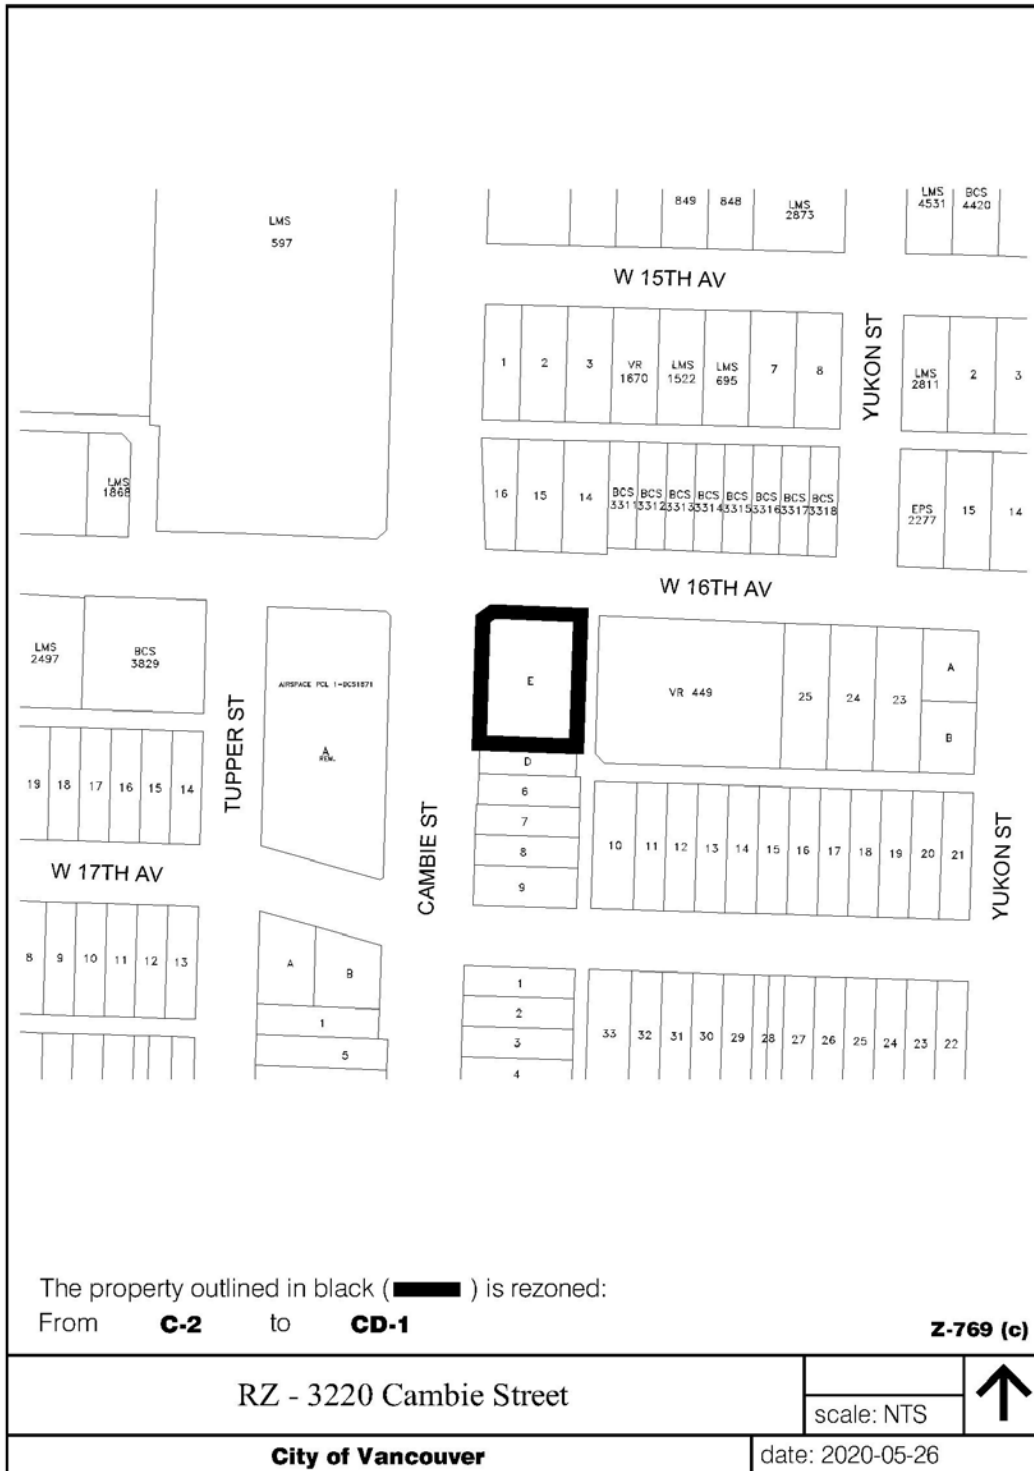 LMS
597
849
848
LMS
2873
LMS
4531
BCS
4420
W 15TH AV
1
2
3
VR
1670
LMS
1522
LMS
695
7
8
YUKON ST
LMS
2811
2
3
LMS
1868
16
15
14
BCS
3311
BCS
3312
BCS
3313
BCS
3314
BCS
3315
BCS
3316
BCS
3317
BCS
3318
EPS
2277
15
14
W 16TH AV
LMS
2497
BCS
3829
AIRSPACE PCL 1-BCS1871
A
REM.
E
VR 449
25
24
23
A
B
TUPPER ST
D
19
18
17
16
15
14
6
7
8
9
CAMBIE ST
10
11
12
13
14
15
16
17
18
19
20
21
YUKON ST
W 17TH AV
8
9
10
11
12
13
A
B
1
5
1
2
3
4
33
32
31
30
29
28
27
26
25
24
23
22
The property outlined in black ( ) is rezoned:
From C-2 to CD-1
Z-769 (c)
RZ - 3220 Cambie Street
scale: NTS
City of Vancouver
date: 2020-05-26